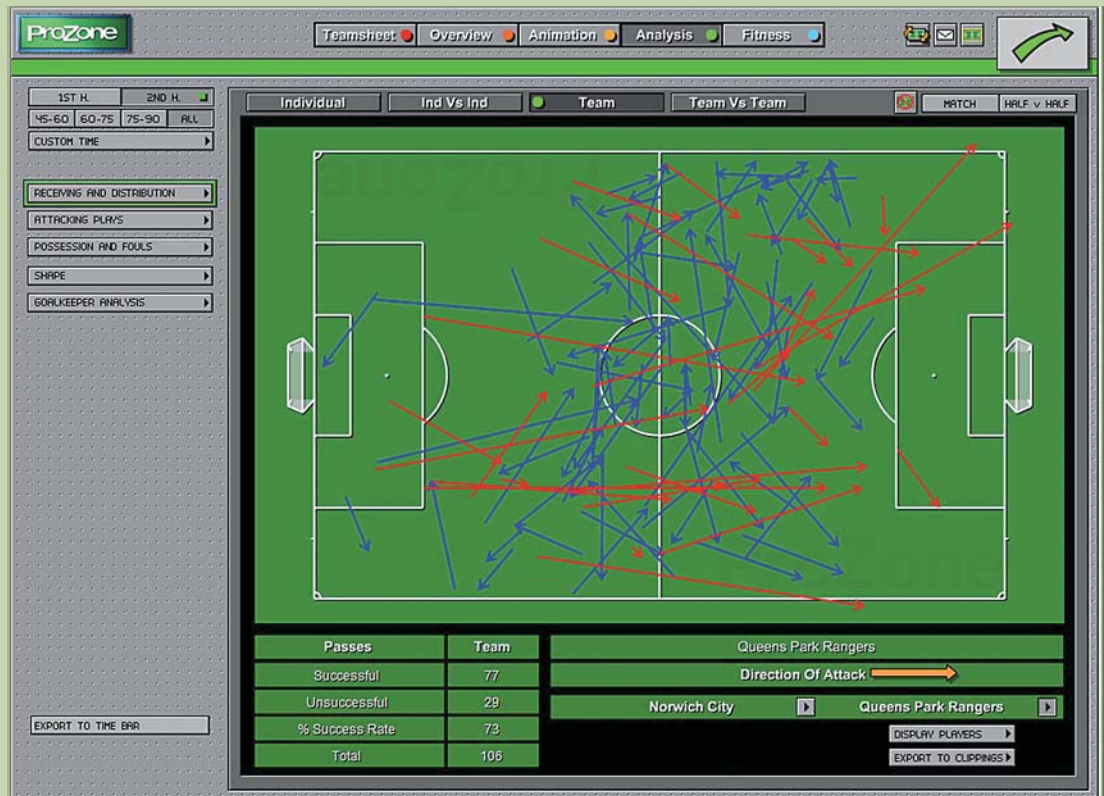 ProZone
Teamsheet Overview Animation Analysis Fitness
1ST H. 2ND H.
45-60 60-75 75-90 ALL
CUSTOM TIME
RECEIVING AND DISTRIBUTION
ATTACKING PLAYS
POSSESSION AND FOULS
SHAPE
GOALKEEPER ANALYSIS
EXPORT TO TIME BAR
Individual Ind Vs Ind Team Team Vs Team
MATCH HALF v HALF
ProZone
ProZone
Passes Team
Successful 77
Unsuccessful 29
% Success Rate 73
Total 106
Queens Park Rangers
Direction Of Attack
Norwich City Queens Park Rangers
DISPLAY PLAYERS
EXPORT TO CLIPPINGS